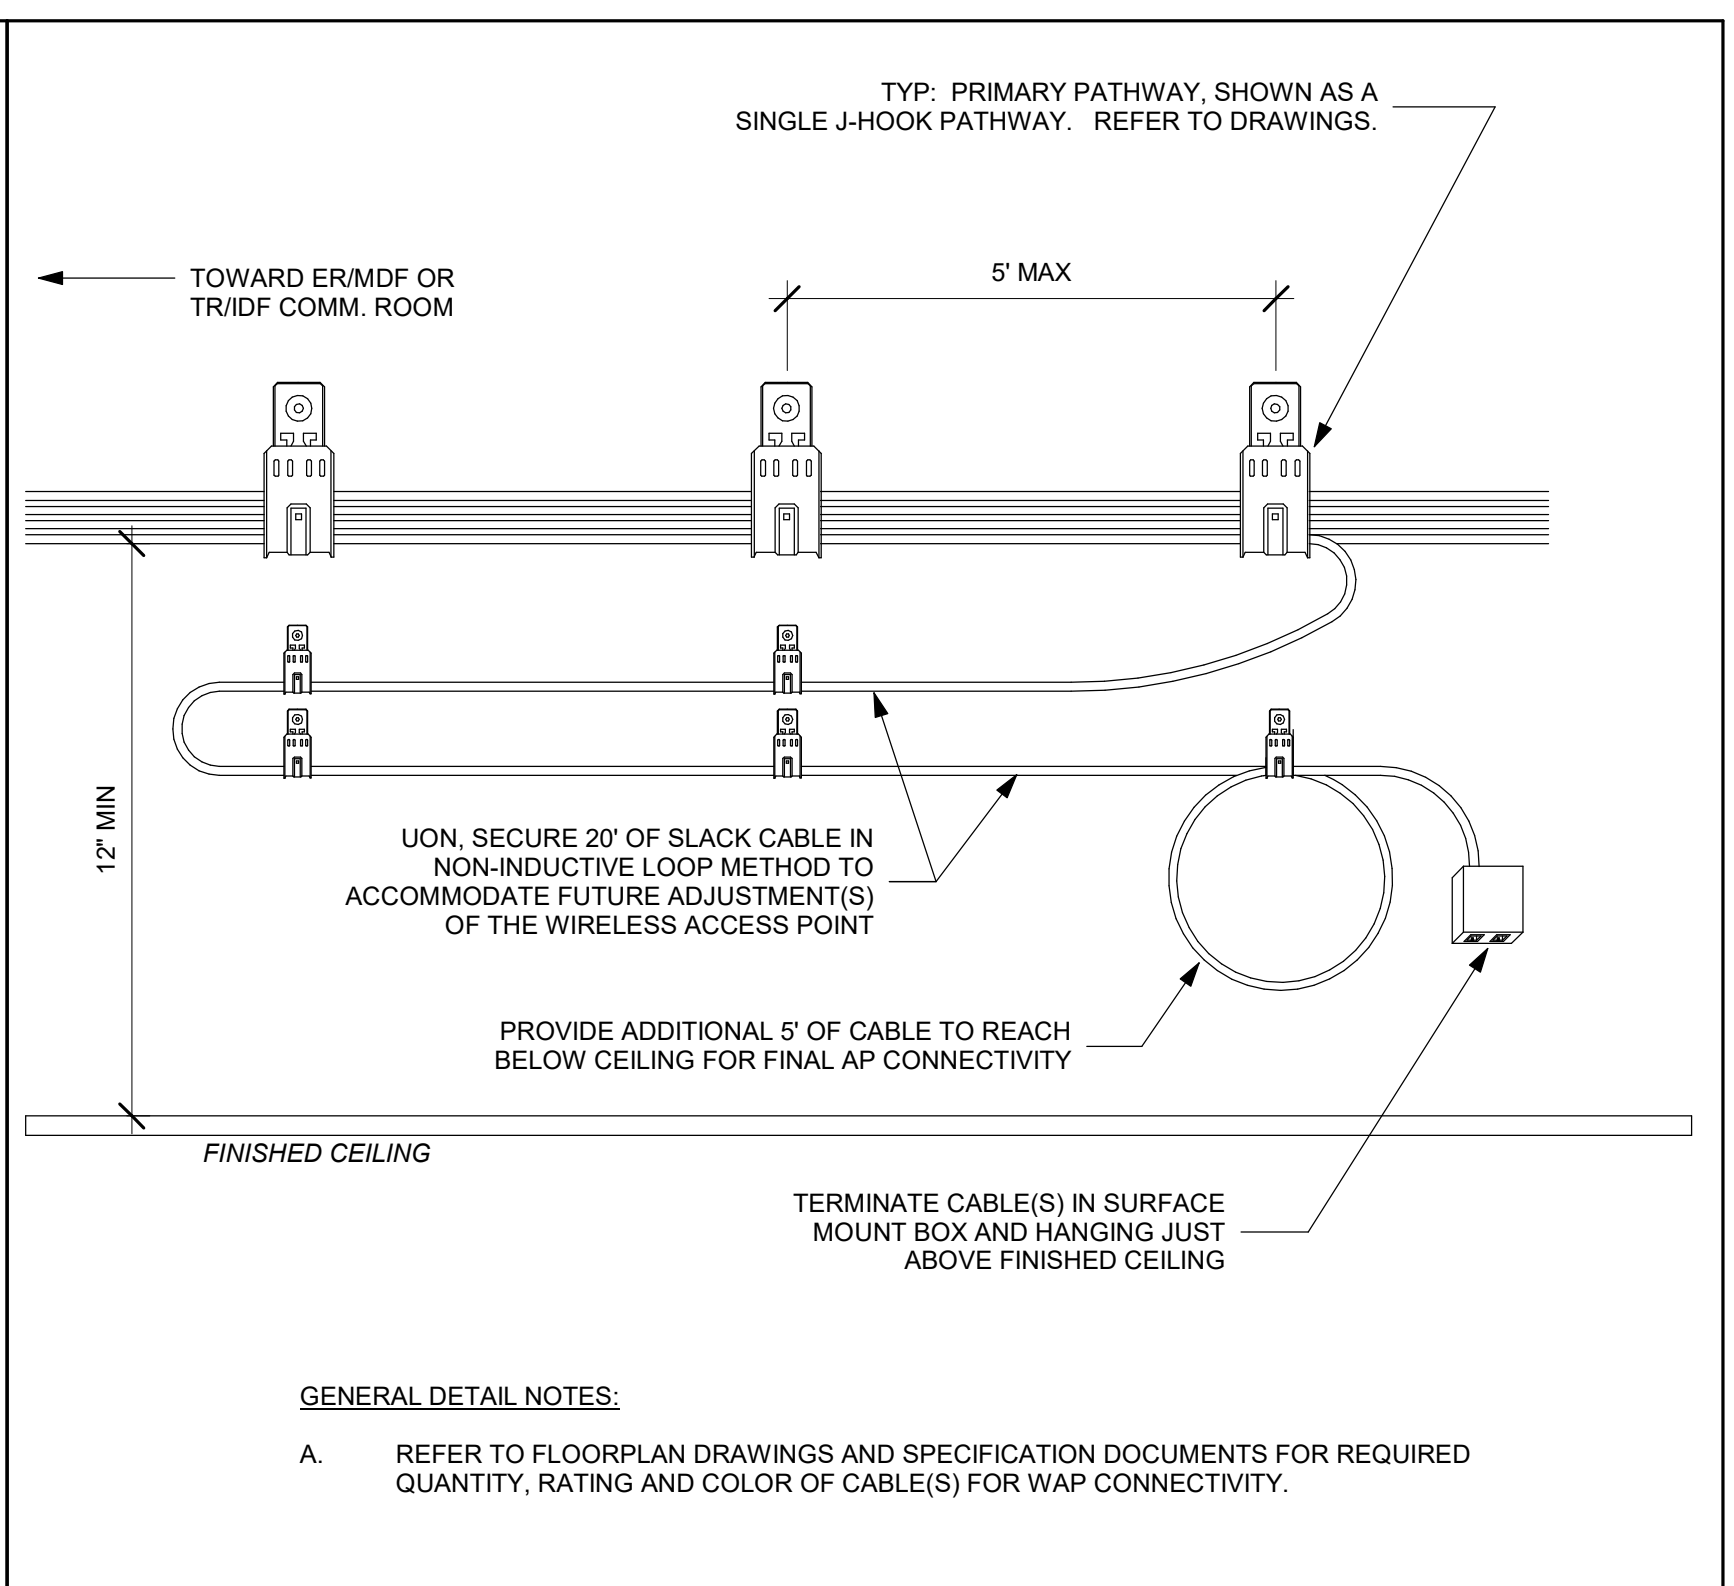 TYP: PRIMARY PATHWAY, SHOWN AS A
SINGLE J-HOOK PATHWAY. REFER TO DRAWINGS.
TOWARD ER/MDF OR
TR/IDF COMM. ROOM
5' MAX
12" MIN
UON, SECURE 20' OF SLACK CABLE IN
NON-INDUCTIVE LOOP METHOD TO
ACCOMMODATE FUTURE ADJUSTMENT(S)
OF THE WIRELESS ACCESS POINT
PROVIDE ADDITIONAL 5' OF CABLE TO REACH
BELOW CEILING FOR FINAL AP CONNECTIVITY
FINISHED CEILING
TERMINATE CABLE(S) IN SURFACE
MOUNT BOX AND HANGING JUST
ABOVE FINISHED CEILING
GENERAL DETAIL NOTES:
A. REFER TO FLOORPLAN DRAWINGS AND SPECIFICATION DOCUMENTS FOR REQUIRED
QUANTITY, RATING AND COLOR OF CABLE(S) FOR WAP CONNECTIVITY.